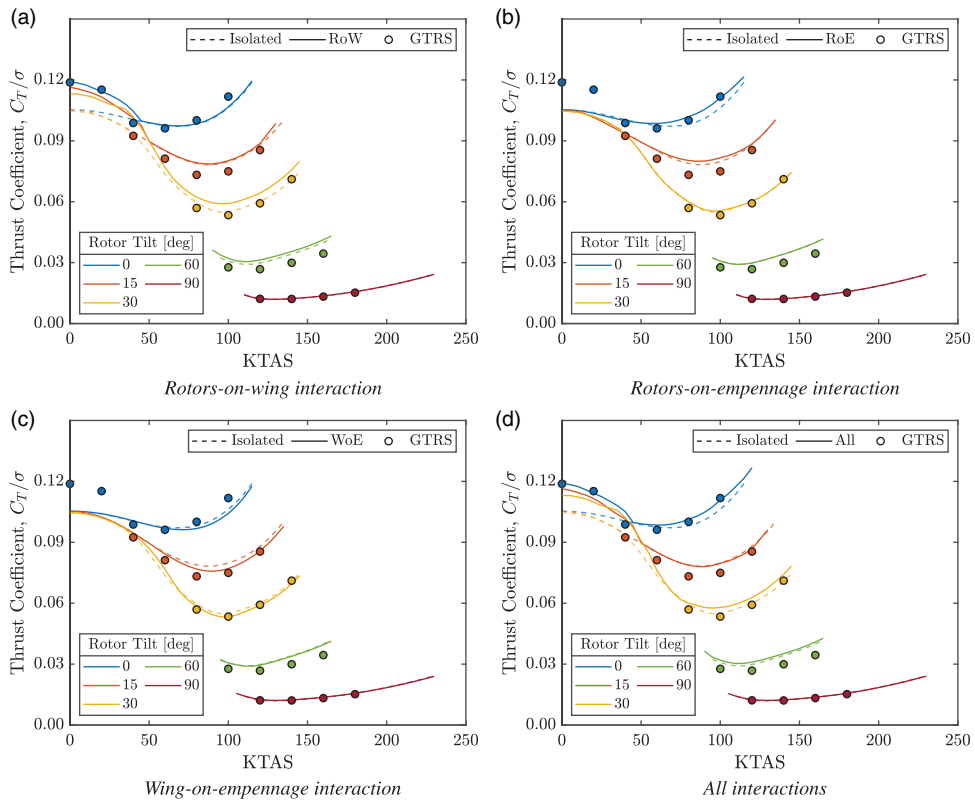 (a)
Isolated RoW GTRS
Thrust Coefficient, C_T/σ
0.12
0.09
0.06
0.03
0.00
Rotor Tilt [deg]
0 60
15 90
30
0 50 100 150 200 250
KTAS
Rotors-on-wing interaction
(b)
Isolated RoE GTRS
Thrust Coefficient, C_T/σ
0.12
0.09
0.06
0.03
0.00
Rotor Tilt [deg]
0 60
15 90
30
0 50 100 150 200 250
KTAS
Rotors-on-empennage interaction
(c)
Isolated WoE GTRS
Thrust Coefficient, C_T/σ
0.12
0.09
0.06
0.03
0.00
Rotor Tilt [deg]
0 60
15 90
30
0 50 100 150 200 250
KTAS
Wing-on-empennage interaction
(d)
Isolated All GTRS
Thrust Coefficient, C_T/σ
0.12
0.09
0.06
0.03
0.00
Rotor Tilt [deg]
0 60
15 90
30
0 50 100 150 200 250
KTAS
All interactions